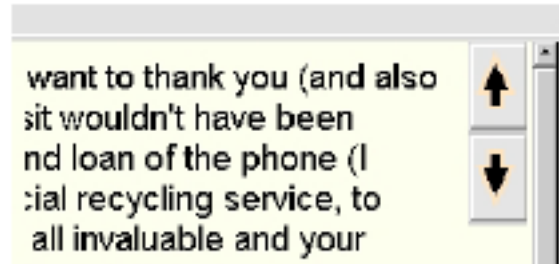 want to thank you (and also
sit wouldn't have been
nd loan of the phone (I
cial recycling service, to
all invaluable and your